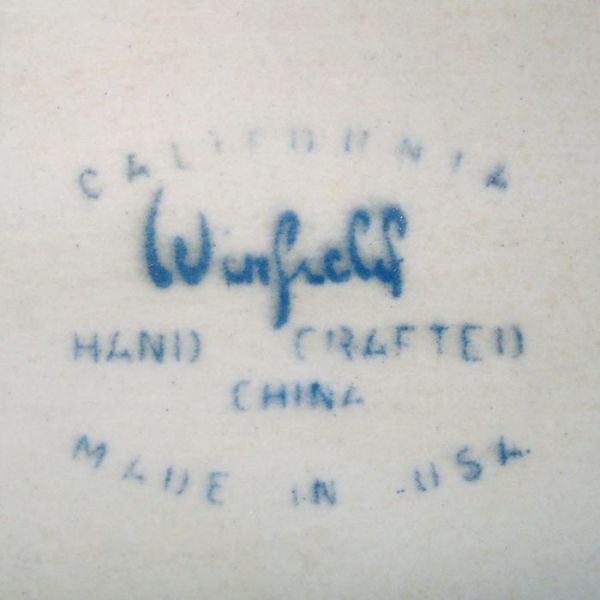 CALIFORNIA
Winfield
HAND CRAFTED
CHINA
MADE IN USA